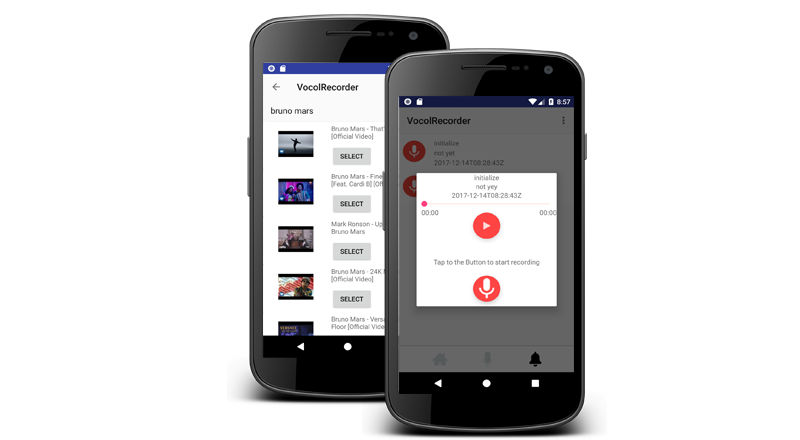 VocolRecorder
bruno mars
Bruno Mars - That'
[Official Video]
SELECT
Bruno Mars - Fine
[Feat. Cardi B] [O
SELECT
Mark Ronson - Up
Bruno Mars
SELECT
Bruno Mars - 24K
[Official Video]
SELECT
Bruno Mars - Versa
Floor [Official Vide
8:57
VocolRecorder
initialize
not yet
2017-12-14T08:28:43Z
initialize
not yey
2017-12-14T08:28:43Z
00:00
00:00
Tap to the Button to start recording